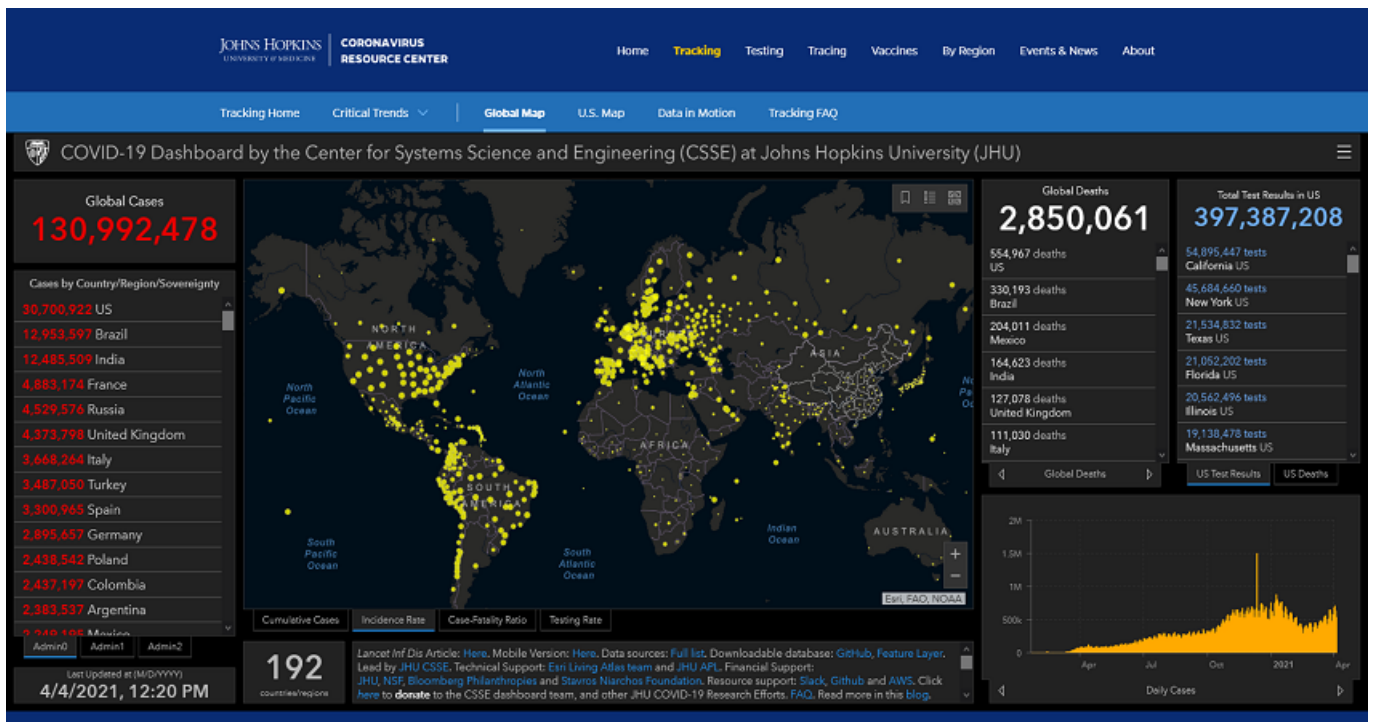 JOHNS HOPKINS
UNIVERSITY & MEDICINE
CORONAVIRUS
RESOURCE CENTER
Home Tracking Testing Tracing Vaccines By Region Events & News About
Tracking Home Critical Trends Global Map U.S. Map Data in Motion Tracking FAQ
COVID-19 Dashboard by the Center for Systems Science and Engineering (CSSE) at Johns Hopkins University (JHU)
Global Cases
130,992,478
Cases by Country/Region/Sovereignty
30,700,922 US
12,953,597 Brazil
12,485,509 India
4,883,174 France
4,529,576 Russia
4,373,798 United Kingdom
3,668,264 Italy
3,487,050 Turkey
3,300,965 Spain
2,895,657 Germany
2,438,542 Poland
2,437,197 Colombia
2,383,537 Argentina
2,249,195 Mexico
Admin0 Admin1 Admin2
Last Updated at (M/D/YYYY)
4/4/2021, 12:20 PM
NORTH
AMERICA
ASIA
North
Pacific
Ocean
North
Atlantic
Ocean
AFRICA
SOUTH
AMERICA
Indian
Ocean
AUSTRALIA
South
Pacific
Ocean
South
Atlantic
Ocean
+
−
Esri, FAO, NOAA
Cumulative Cases Incidence Rate Case-Fatality Ratio Testing Rate
192
countries/regions
Lancet Inf Dis Article: Here. Mobile Version: Here. Data sources: Full list. Downloadable database: GitHub, Feature Layer.
Lead by JHU CSSE. Technical Support: Esri Living Atlas team and JHU APL. Financial Support:
JHU, NSF, Bloomberg Philanthropies and Stavros Niarchos Foundation. Resource support: Slack, Github and AWS. Click
here to donate to the CSSE dashboard team, and other JHU COVID-19 Research Efforts. FAQ. Read more in this blog.
Global Deaths
2,850,061
554,967 deaths
US
330,193 deaths
Brazil
204,011 deaths
Mexico
164,623 deaths
India
127,078 deaths
United Kingdom
111,030 deaths
Italy
Global Deaths
Total Test Results in US
397,387,208
54,895,447 tests
California US
45,684,660 tests
New York US
21,534,832 tests
Texas US
21,052,202 tests
Florida US
20,562,496 tests
Illinois US
19,138,478 tests
Massachusetts US
US Test Results US Deaths
2M
1.5M
1M
500k
0
Apr Jul Oct 2021 Apr
Daily Cases